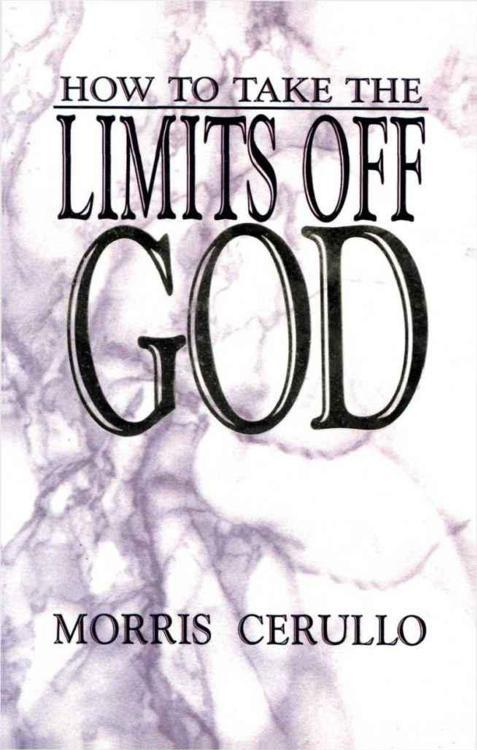 HOW TO TAKE THE
LIMITS OFF
GOD
MORRIS CERULLO